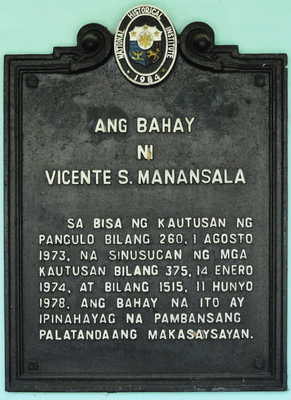 NATIONAL HISTORICAL INSTITUTE
1984
ANG BAHAY
NI
VICENTE S. MANANSALA
SA BISA NG KAUTUSAN NG
PANGULO BILANG 260, 1 AGOSTO
1973, NA SINUSUGAN NG MGA
KAUTUSAN BILANG 375, 14 ENERO
1974, AT BILANG 1515, 11 HUNYO
1978, ANG BAHAY NA ITO AY
IPINAHAYAG NA PAMBANSANG
PALATANDAANG MAKASAYSAYAN.